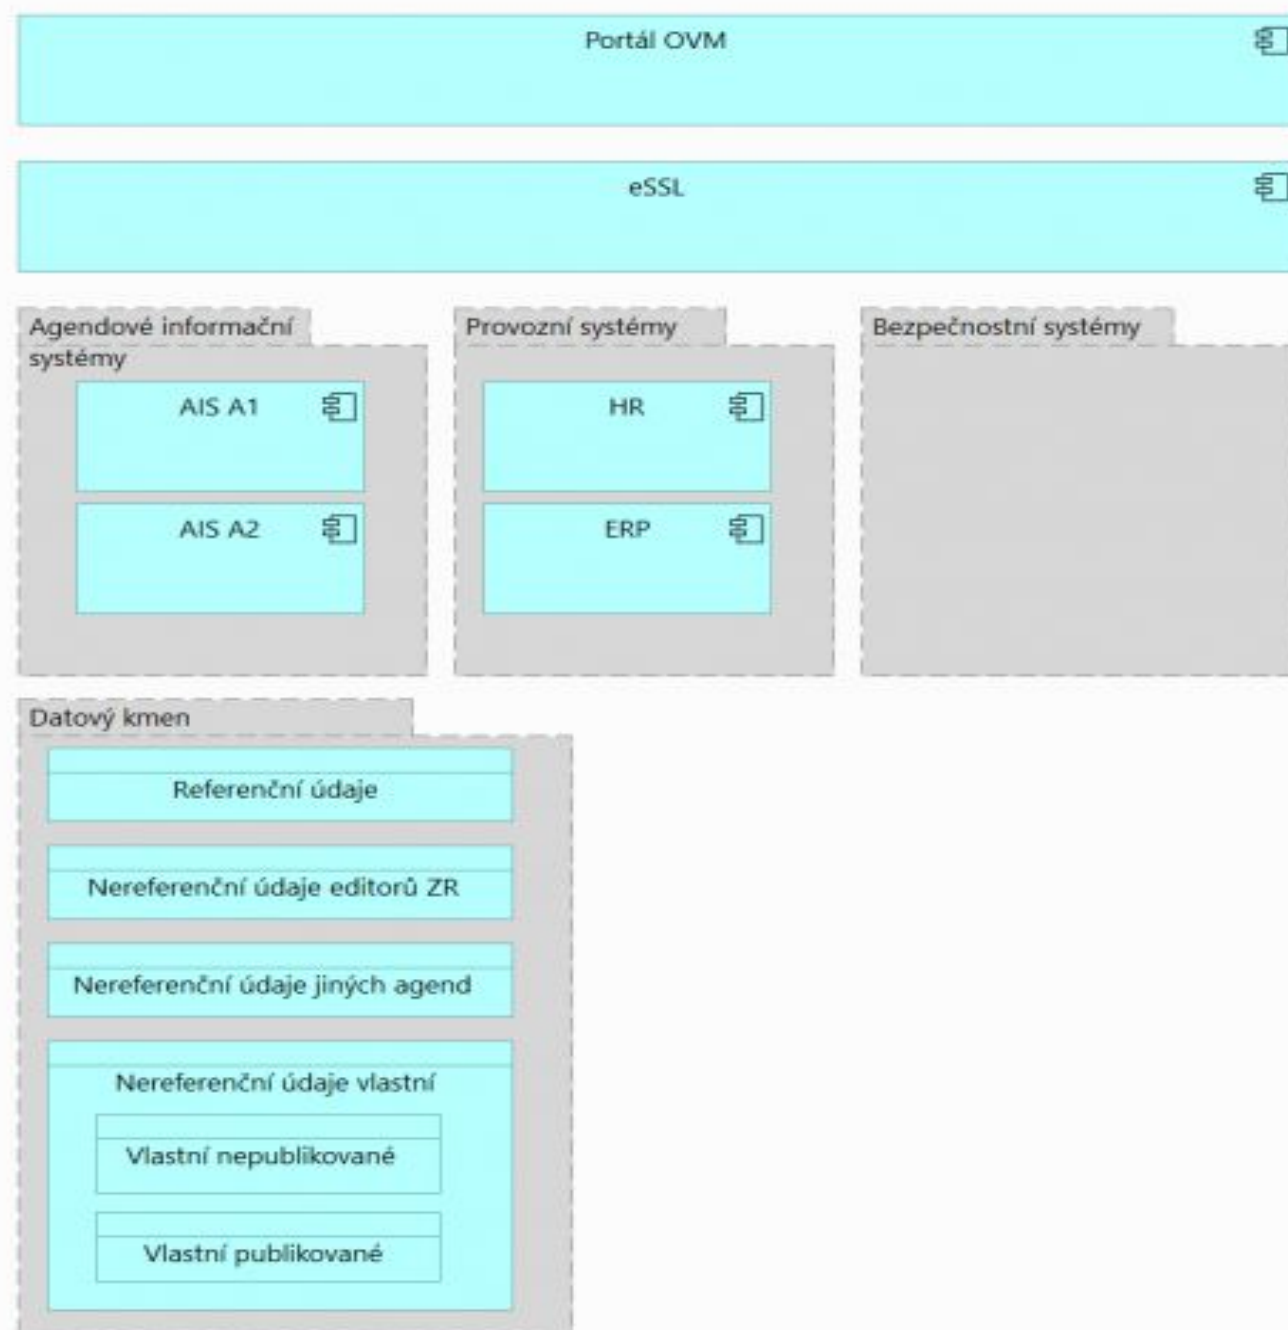 Portál OVM
eSSL
Agendové informační
systémy
AIS A1
AIS A2
Provozní systémy
HR
ERP
Bezpečnostní systémy
Datový kmen
Referenční údaje
Nereferenční údaje editorů ZR
Nereferenční údaje jiných agend
Nereferenční údaje vlastní
Vlastní nepublikované
Vlastní publikované